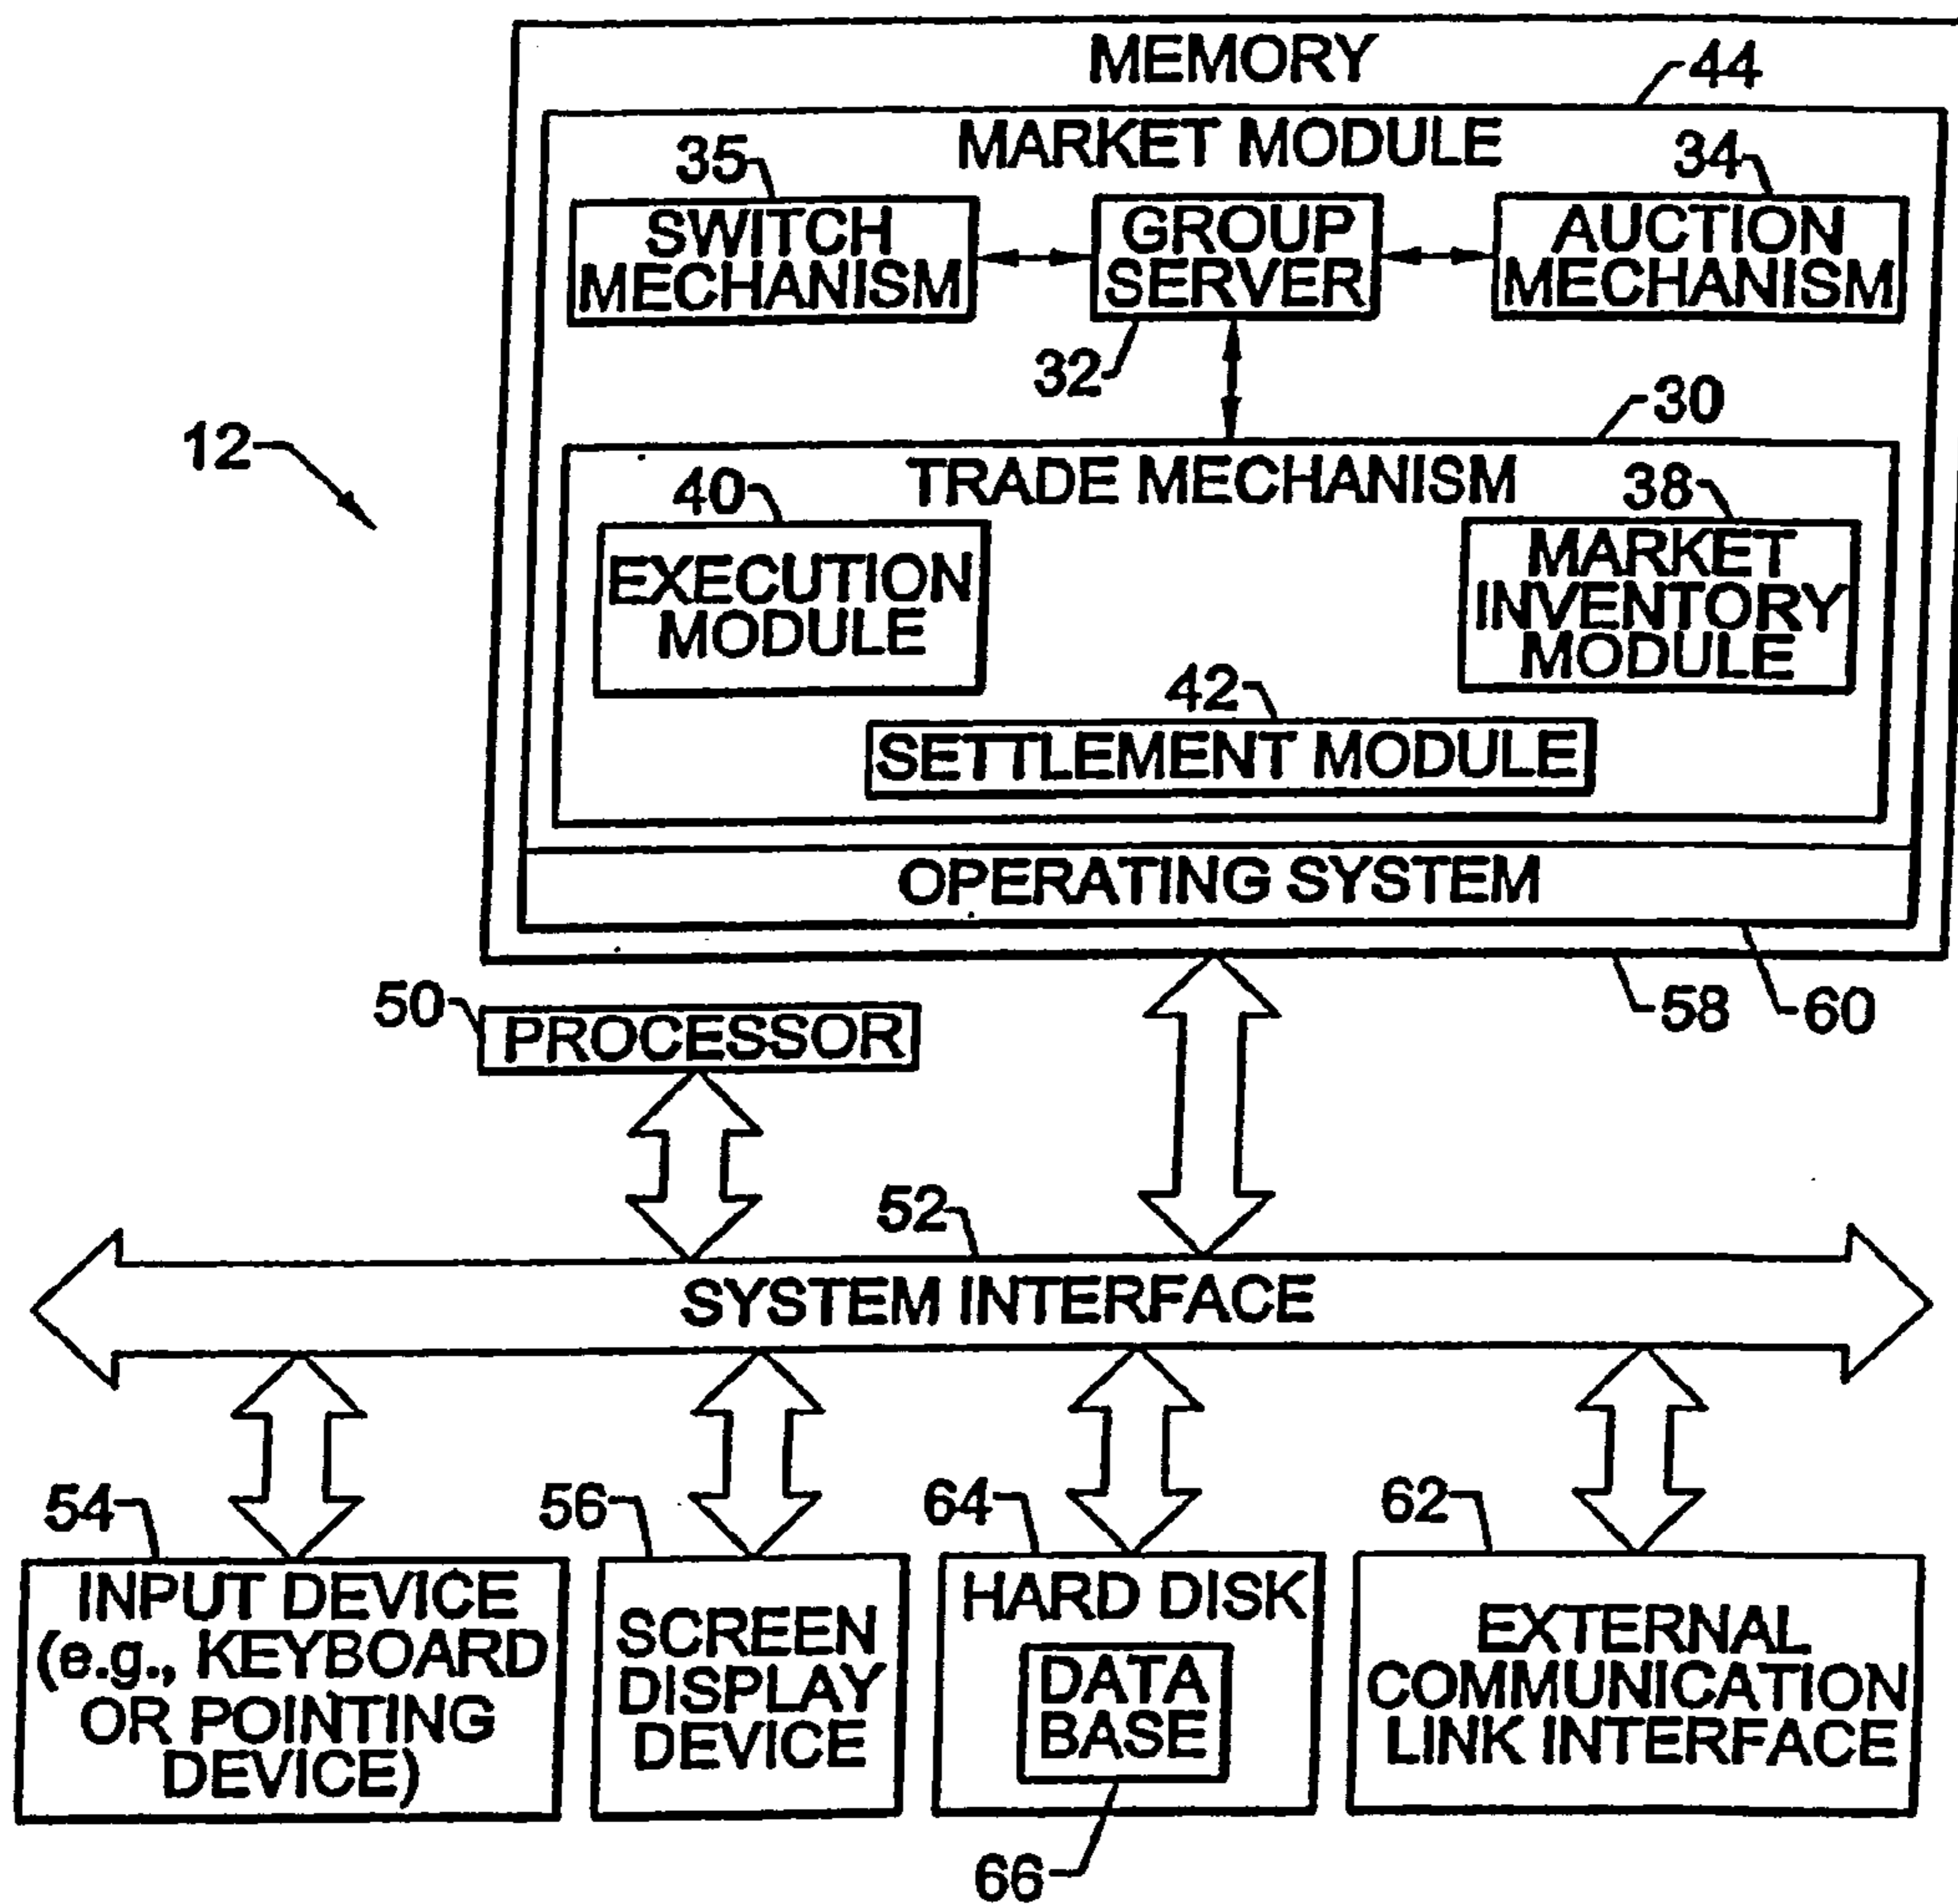 MEMORY
44
MARKET MODULE
35
34
SWITCH
MECHANISM
GROUP
SERVER
AUCTION
MECHANISM
32
30
12
TRADE MECHANISM
40
38
EXECUTION
MODULE
MARKET
INVENTORY
MODULE
42
SETTLEMENT MODULE
OPERATING SYSTEM
50
PROCESSOR
58
60
52
SYSTEM INTERFACE
54
56
64
62
INPUT DEVICE
(e.g., KEYBOARD
OR POINTING
DEVICE)
SCREEN
DISPLAY
DEVICE
HARD DISK
DATA
BASE
EXTERNAL
COMMUNICATION
LINK INTERFACE
66